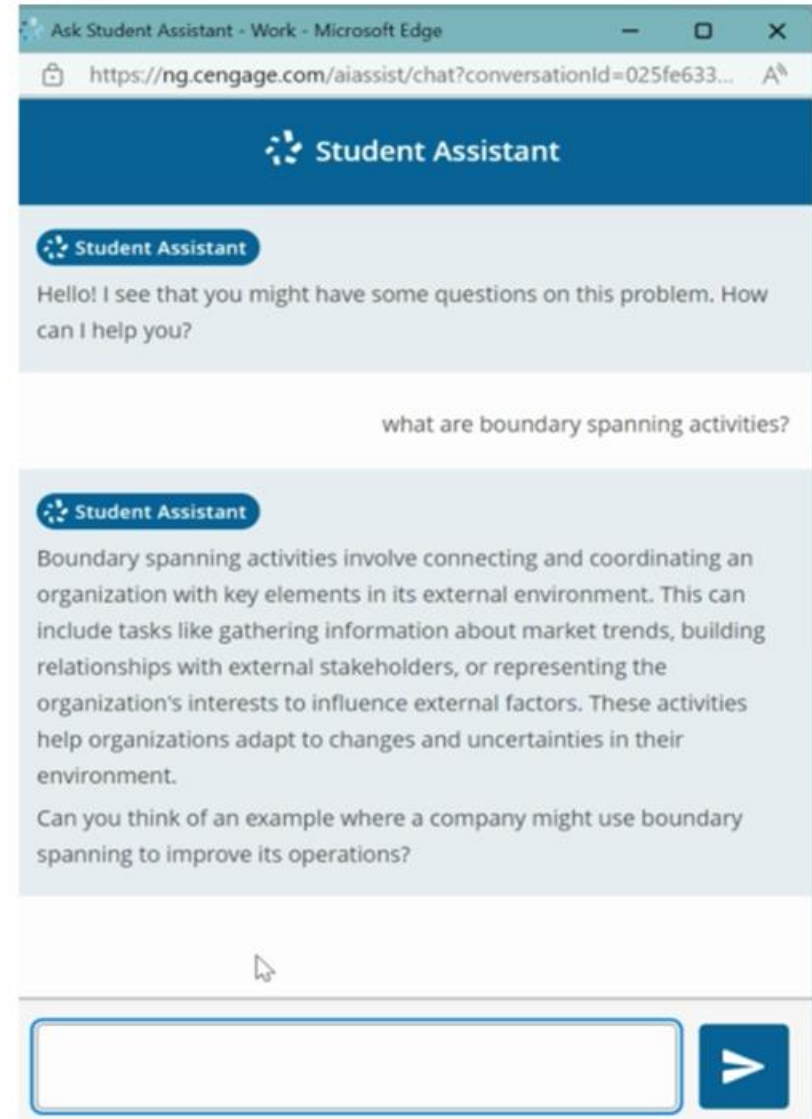 Ask Student Assistant - Work - Microsoft Edge
https://ng.cengage.com/aiassist/chat?conversationId=025fe633...
Student Assistant
Student Assistant
Hello! I see that you might have some questions on this problem. How
can I help you?
what are boundary spanning activities?
Student Assistant
Boundary spanning activities involve connecting and coordinating an
organization with key elements in its external environment. This can
include tasks like gathering information about market trends, building
relationships with external stakeholders, or representing the
organization's interests to influence external factors. These activities
help organizations adapt to changes and uncertainties in their
environment.
Can you think of an example where a company might use boundary
spanning to improve its operations?